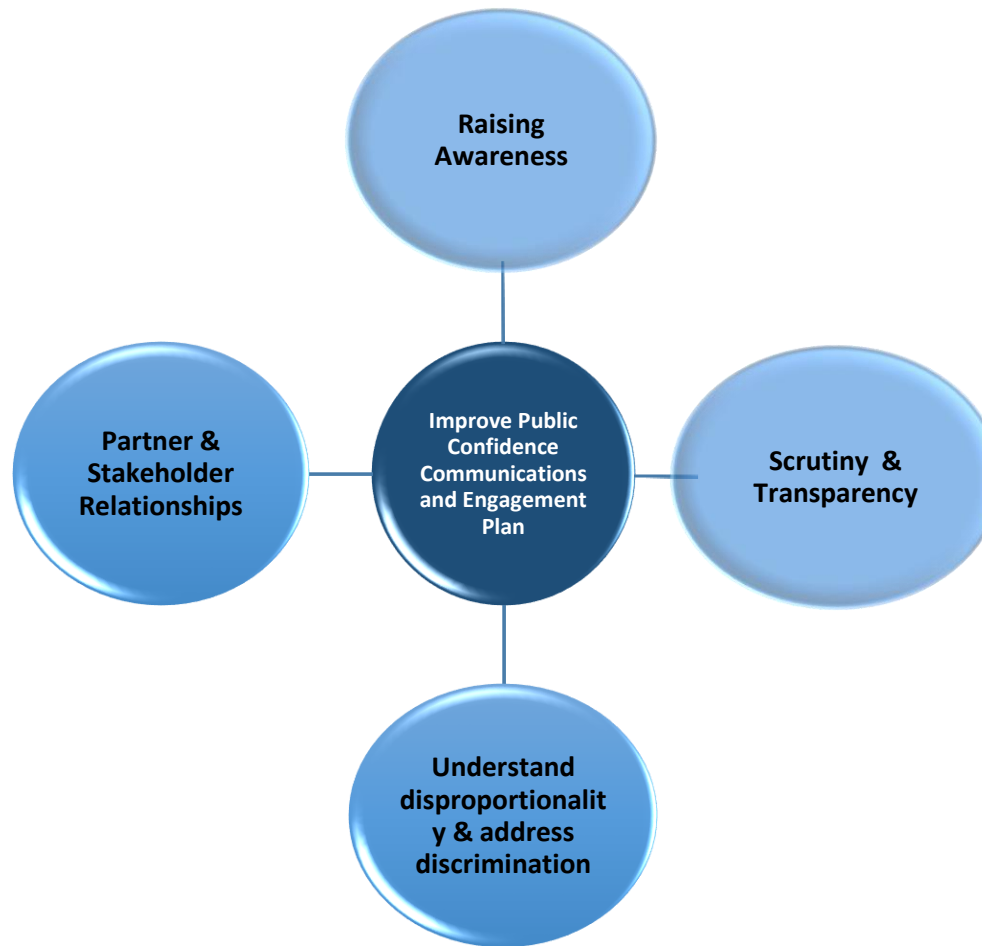 Raising
Awareness
Partner &
Stakeholder
Relationships
Improve Public
Confidence
Communications
and Engagement
Plan
Scrutiny  &
Transparency
Understand
disproportionalit
y & address
discrimination